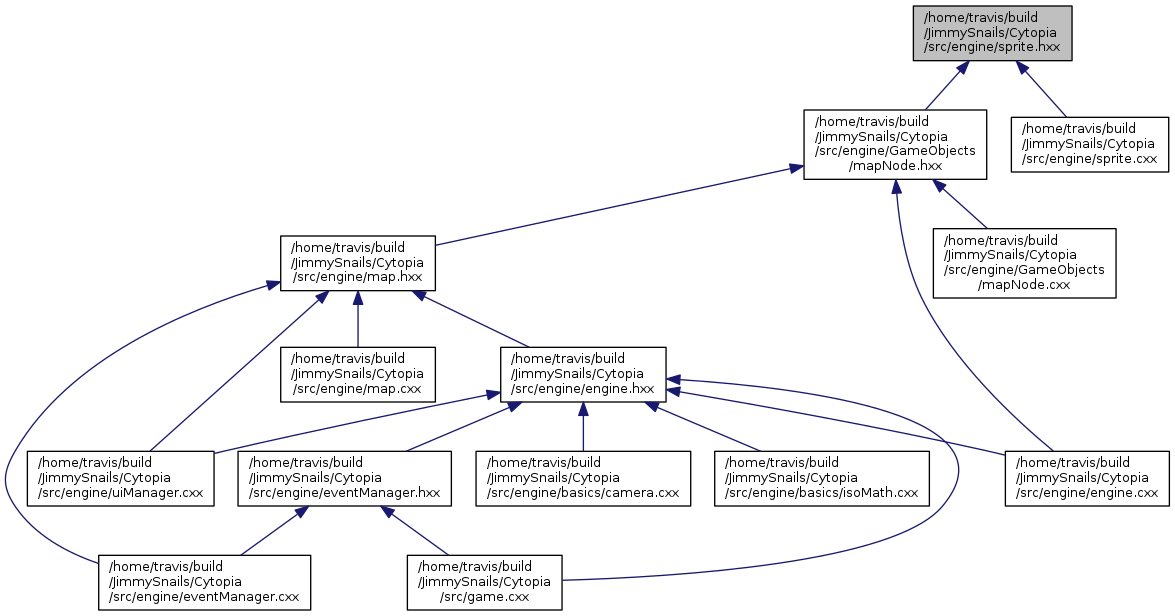 /home/travis/build
/JimmySnails/Cytopia
/src/engine/sprite.hxx
/home/travis/build
/JimmySnails/Cytopia
/src/engine/GameObjects
/mapNode.hxx
/home/travis/build
/JimmySnails/Cytopia
/src/engine/sprite.cxx
/home/travis/build
/JimmySnails/Cytopia
/src/engine/map.hxx
/home/travis/build
/JimmySnails/Cytopia
/src/engine/GameObjects
/mapNode.cxx
/home/travis/build
/JimmySnails/Cytopia
/src/engine/map.cxx
/home/travis/build
/JimmySnails/Cytopia
/src/engine/engine.hxx
/home/travis/build
/JimmySnails/Cytopia
/src/engine/uiManager.cxx
/home/travis/build
/JimmySnails/Cytopia
/src/engine/eventManager.hxx
/home/travis/build
/JimmySnails/Cytopia
/src/engine/basics/camera.cxx
/home/travis/build
/JimmySnails/Cytopia
/src/engine/basics/isoMath.cxx
/home/travis/build
/JimmySnails/Cytopia
/src/engine/engine.cxx
/home/travis/build
/JimmySnails/Cytopia
/src/engine/eventManager.cxx
/home/travis/build
/JimmySnails/Cytopia
/src/game.cxx